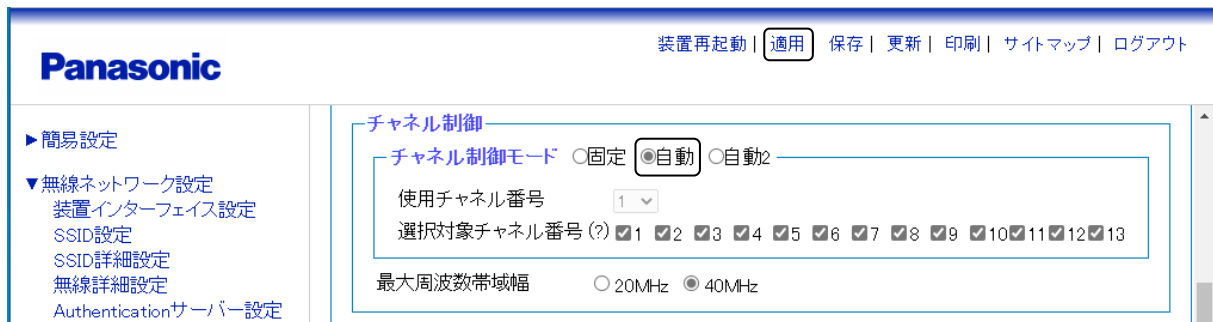 装置再起動 | 適用 | 保存 | 更新 | 印刷 | サイトマップ | ログアウト
Panasonic
▶簡易設定
▼無線ネットワーク設定
装置インターフェイス設定
SSID設定
SSID詳細設定
無線詳細設定
Authenticationサーバー設定
チャネル制御
チャネル制御モード 固定 自動 自動2
使用チャネル番号 1
選択対象チャネル番号 (?) 1 2 3 4 5 6 7 8 9 10 11 12 13
最大周波数帯域幅 20MHz 40MHz